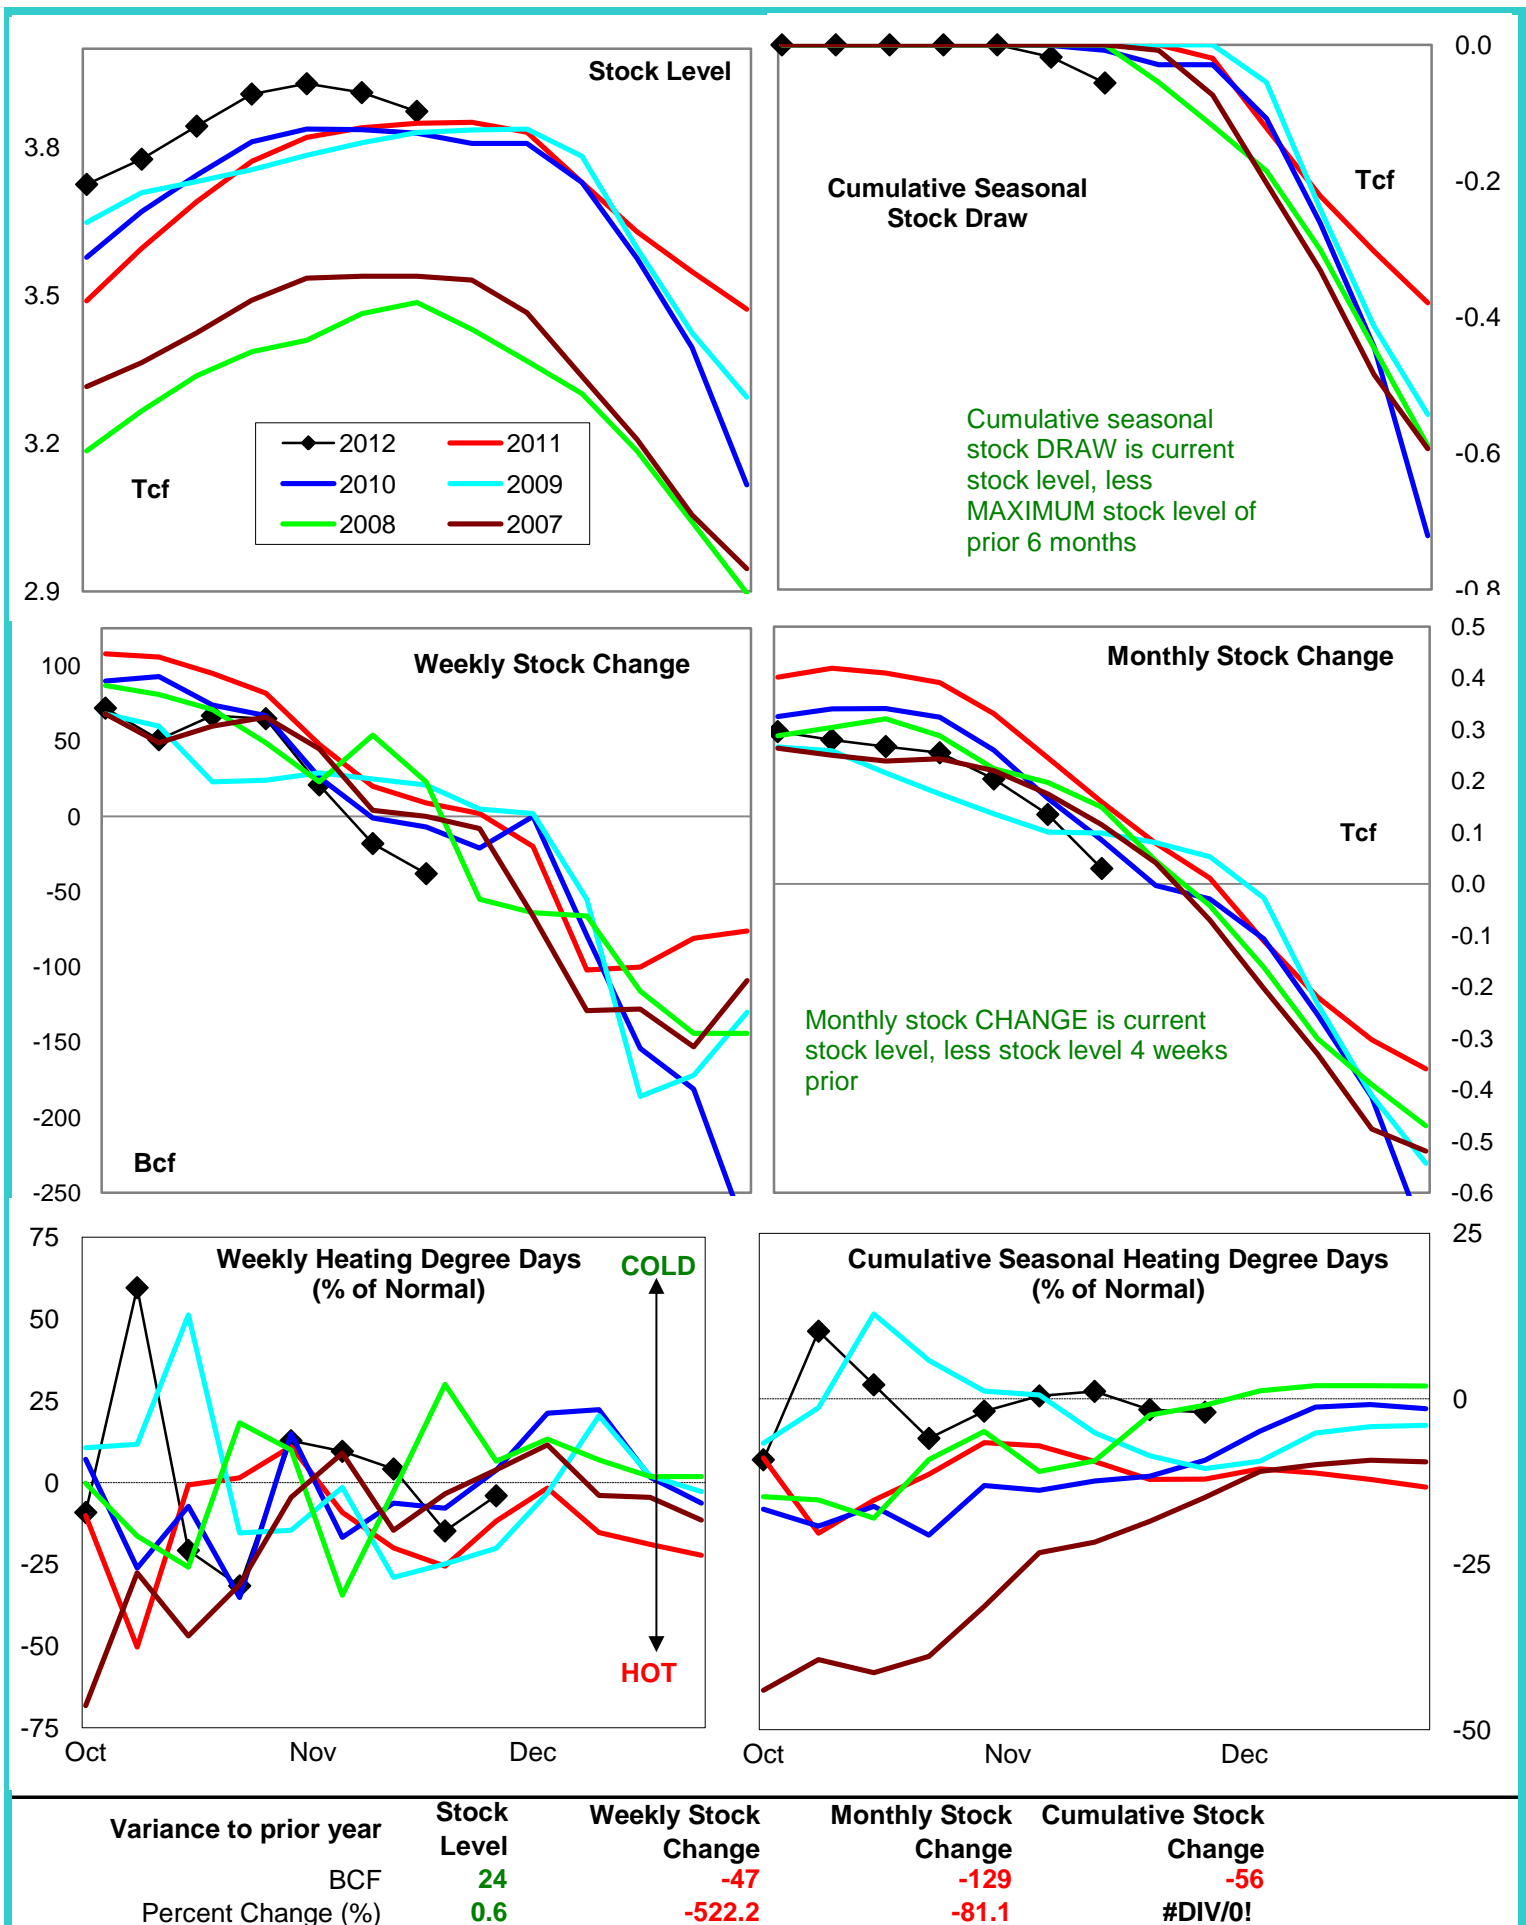 Stock Level
3.8
3.5
3.2
2.9
Tcf
2012 2011
2010 2009
2008 2007
0.0
-0.2
-0.4
-0.6
-0.8
Cumulative Seasonal
Stock Draw
Tcf
Cumulative seasonal
stock DRAW is current
stock level, less
MAXIMUM stock level of
prior 6 months
Weekly Stock Change
100
50
0
-50
-100
-150
-200
-250
Bcf
Monthly Stock Change
0.5
0.4
0.3
0.2
0.1
0.0
-0.1
-0.2
-0.3
-0.4
-0.5
-0.6
Tcf
Monthly stock CHANGE is current
stock level, less stock level 4 weeks
prior
Weekly Heating Degree Days
(% of Normal)
COLD
HOT
75
50
25
0
-25
-50
-75
Oct Nov Dec
Cumulative Seasonal Heating Degree Days
(% of Normal)
25
0
-25
-50
Oct Nov Dec
Variance to prior year
Stock
Level
Weekly Stock
Change
Monthly Stock
Change
Cumulative Stock
Change
BCF 24 -47 -129 -56
Percent Change (%) 0.6 -522.2 -81.1 #DIV/0!